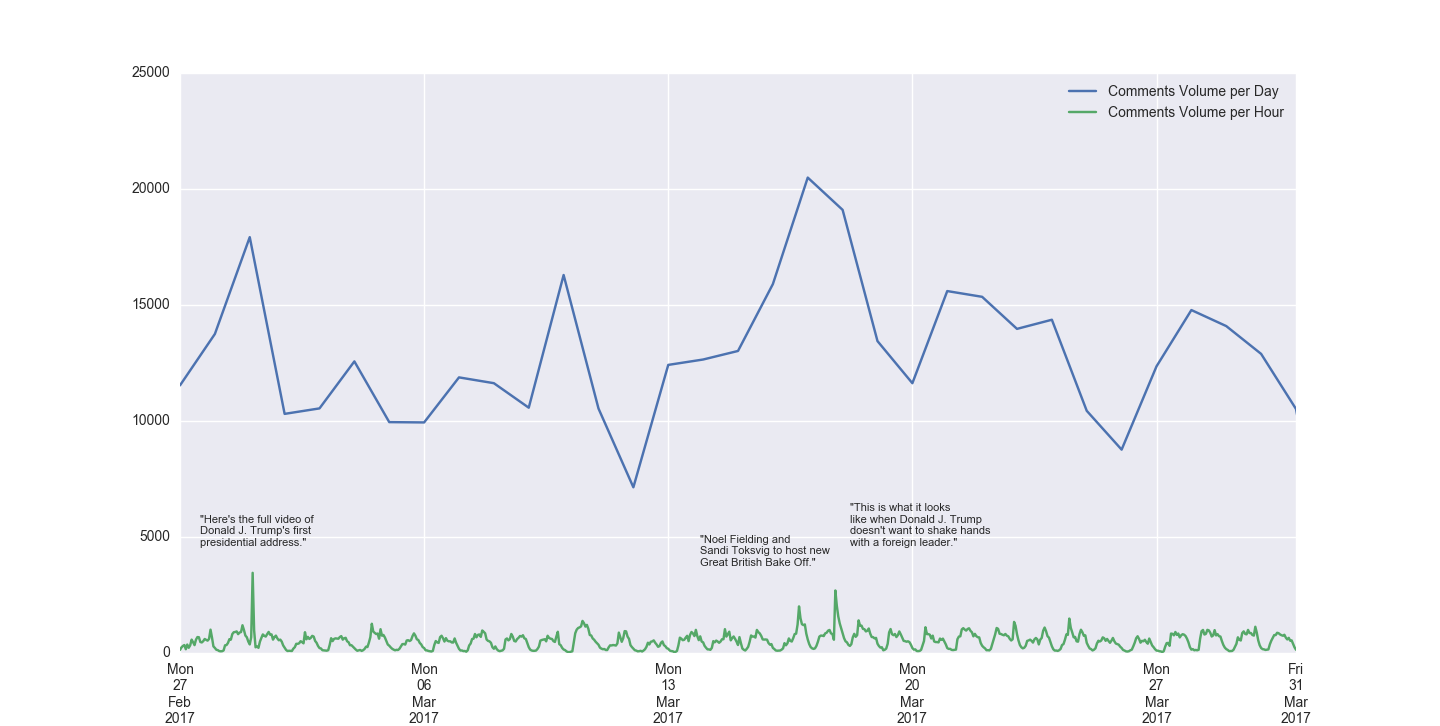 25000
Comments Volume per Day
Comments Volume per Hour
20000
15000
10000
"This is what it looks
like when Donald J. Trump
doesn't want to shake hands
with a foreign leader."
"Here's the full video of
Donald J. Trump's first
presidential address."
"Noel Fielding and
Sandi Toksvig to host new
Great British Bake Off."
5000
0
Mon
27
Feb
2017
Mon
06
Mar
2017
Mon
13
Mar
2017
Mon
20
Mar
2017
Mon
27
Mar
2017
Fri
31
Mar
2017